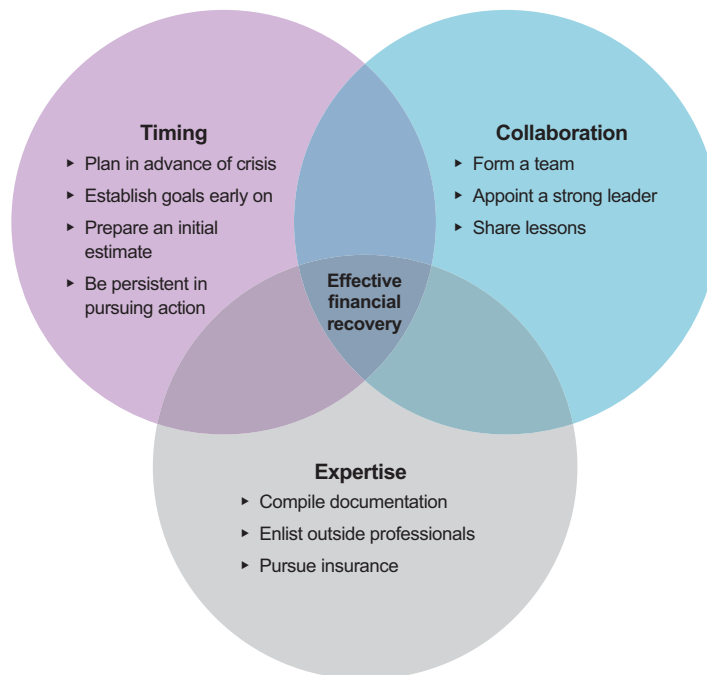 Timing
▸ Plan in advance of crisis
▸ Establish goals early on
▸ Prepare an initial
estimate
▸ Be persistent in
pursuing action
Collaboration
▸ Form a team
▸ Appoint a strong leader
▸ Share lessons
Effective
financial
recovery
Expertise
▸ Compile documentation
▸ Enlist outside professionals
▸ Pursue insurance